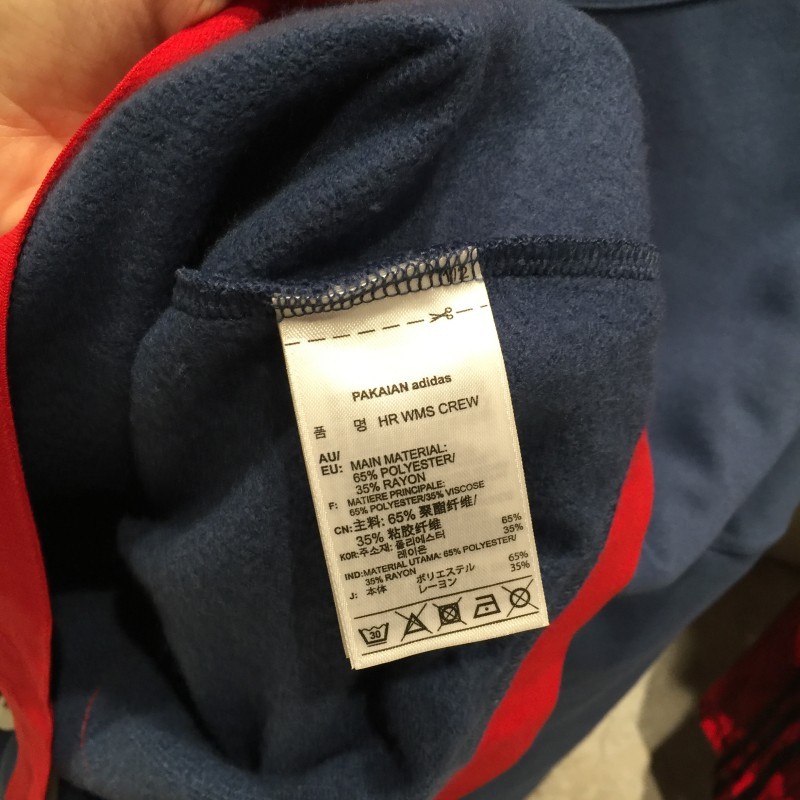 1/2
PAKAIAN adidas
품 명 HR WMS CREW
AU/
EU: MAIN MATERIAL:
65% POLYESTER/
35% RAYON
F: MATIERE PRINCIPALE:
65% POLYESTER/35% VISCOSE
CN: 主料: 65% 聚酯纤维/
35% 粘胶纤维
KOR: 주소재: 폴리에스터 65%
레이온 35%
IND: MATERIAL UTAMA: 65% POLYESTER/
35% RAYON
J: 本体 ポリエステル 65%
レーヨン 35%
30